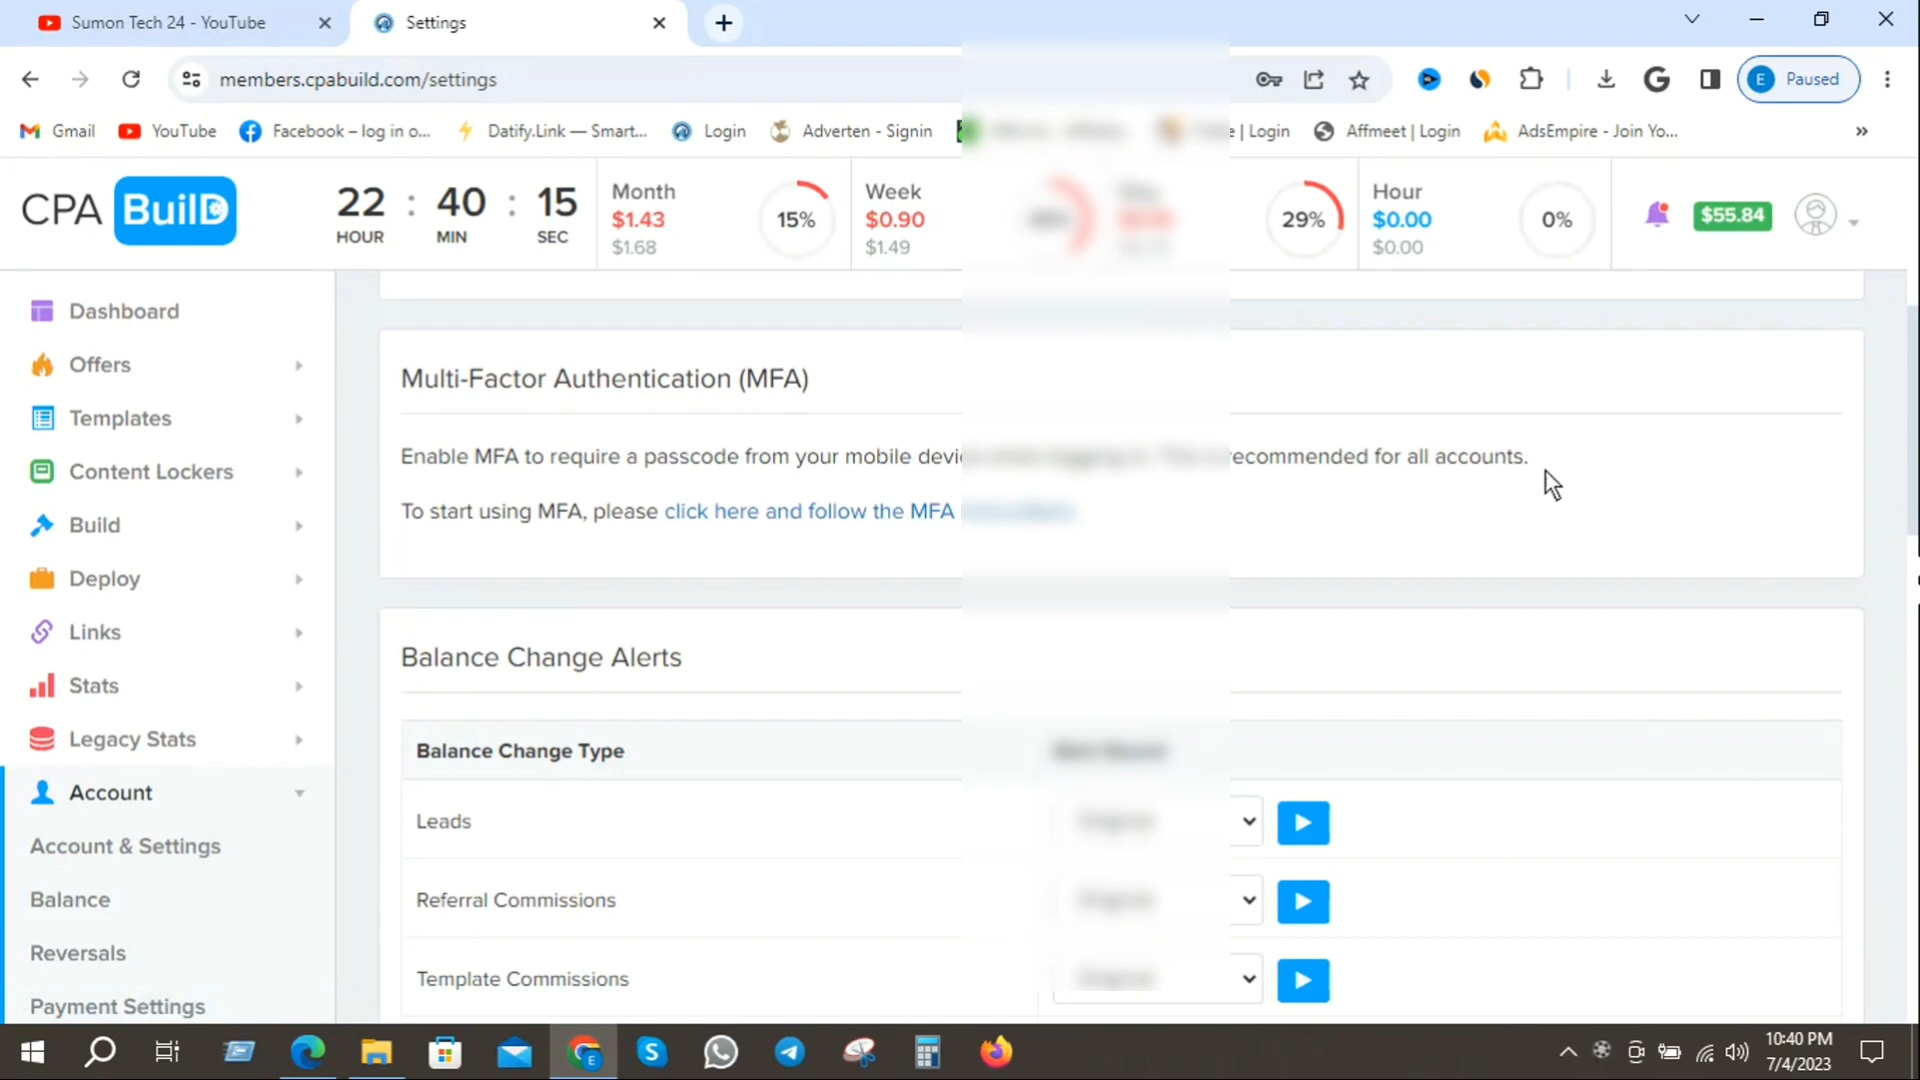 Sumon Tech 24 - YouTube
Settings
members.cpabuild.com/settings
E Paused
Gmail
YouTube
Facebook – log in o...
Datify.Link — Smart...
Login
Adverten - Signin
| Login
Affmeet | Login
AdsEmpire - Join Yo...
»
CPA BuilD
22 : 40 : 15
HOUR MIN SEC
Month
$1.43
$1.68
15%
Week
$0.90
$1.49
29%
Hour
$0.00
$0.00
0%
$55.84
Dashboard
Offers
Templates
Content Lockers
Build
Deploy
Links
Stats
Legacy Stats
Account
Account & Settings
Balance
Reversals
Payment Settings
Multi-Factor Authentication (MFA)
Enable MFA to require a passcode from your mobile recommended for all accounts.
To start using MFA, please click here and follow the MFA
Balance Change Alerts
Balance Change Type
Leads
Referral Commissions
Template Commissions
10:40 PM
7/4/2023